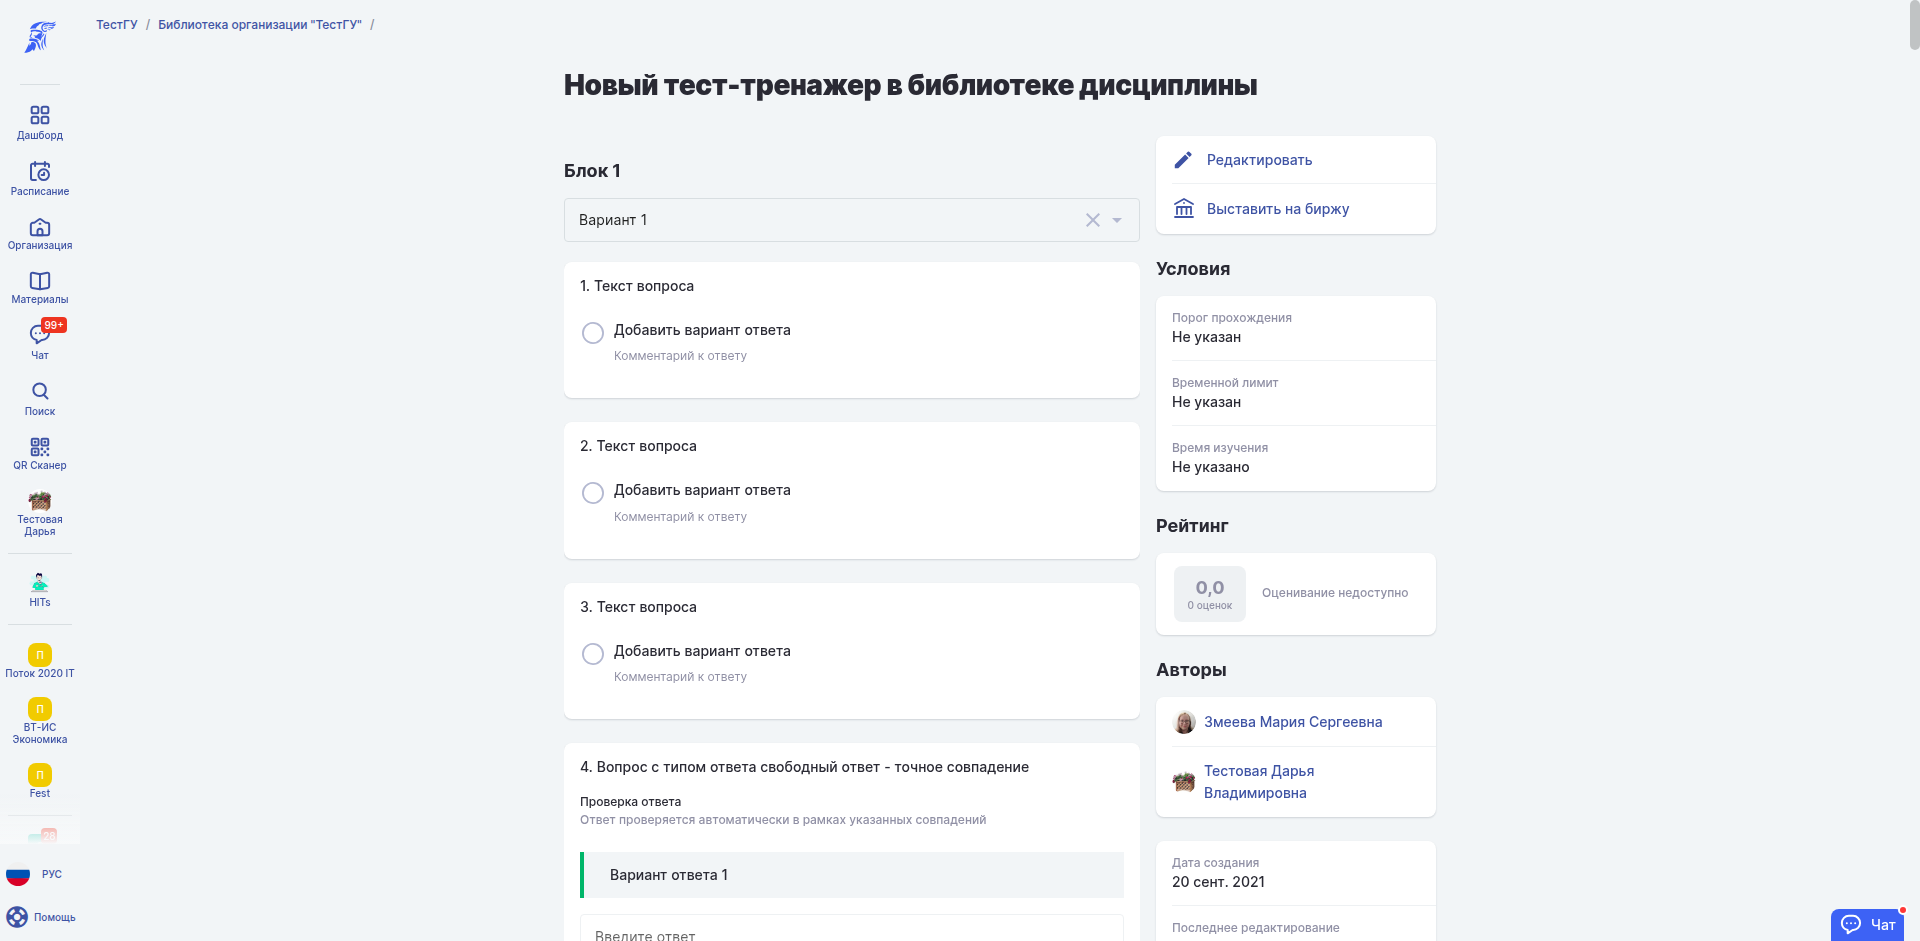 ТестГУ / Библиотека организации "ТестГУ" /
Дашборд
Расписание
Организация
Материалы
99+
Чат
Поиск
QR Сканер
Тестовая
Дарья
HITs
П
Поток 2020 IT
П
ВТ-ИС
Экономика
П
Fest
28
РУС
Помощь
Новый тест-тренажер в библиотеке дисциплины
Блок 1
Вариант 1
1. Текст вопроса
Добавить вариант ответа
Комментарий к ответу
2. Текст вопроса
Добавить вариант ответа
Комментарий к ответу
3. Текст вопроса
Добавить вариант ответа
Комментарий к ответу
4. Вопрос с типом ответа свободный ответ - точное совпадение
Проверка ответа
Ответ проверяется автоматически в рамках указанных совпадений
Вариант ответа 1
Введите ответ
Редактировать
Выставить на биржу
Условия
Порог прохождения
Не указан
Временной лимит
Не указан
Время изучения
Не указано
Рейтинг
0,0
0 оценок
Оценивание недоступно
Авторы
Змеева Мария Сергеевна
Тестовая Дарья
Владимировна
Дата создания
20 сент. 2021
Последнее редактирование
Чат